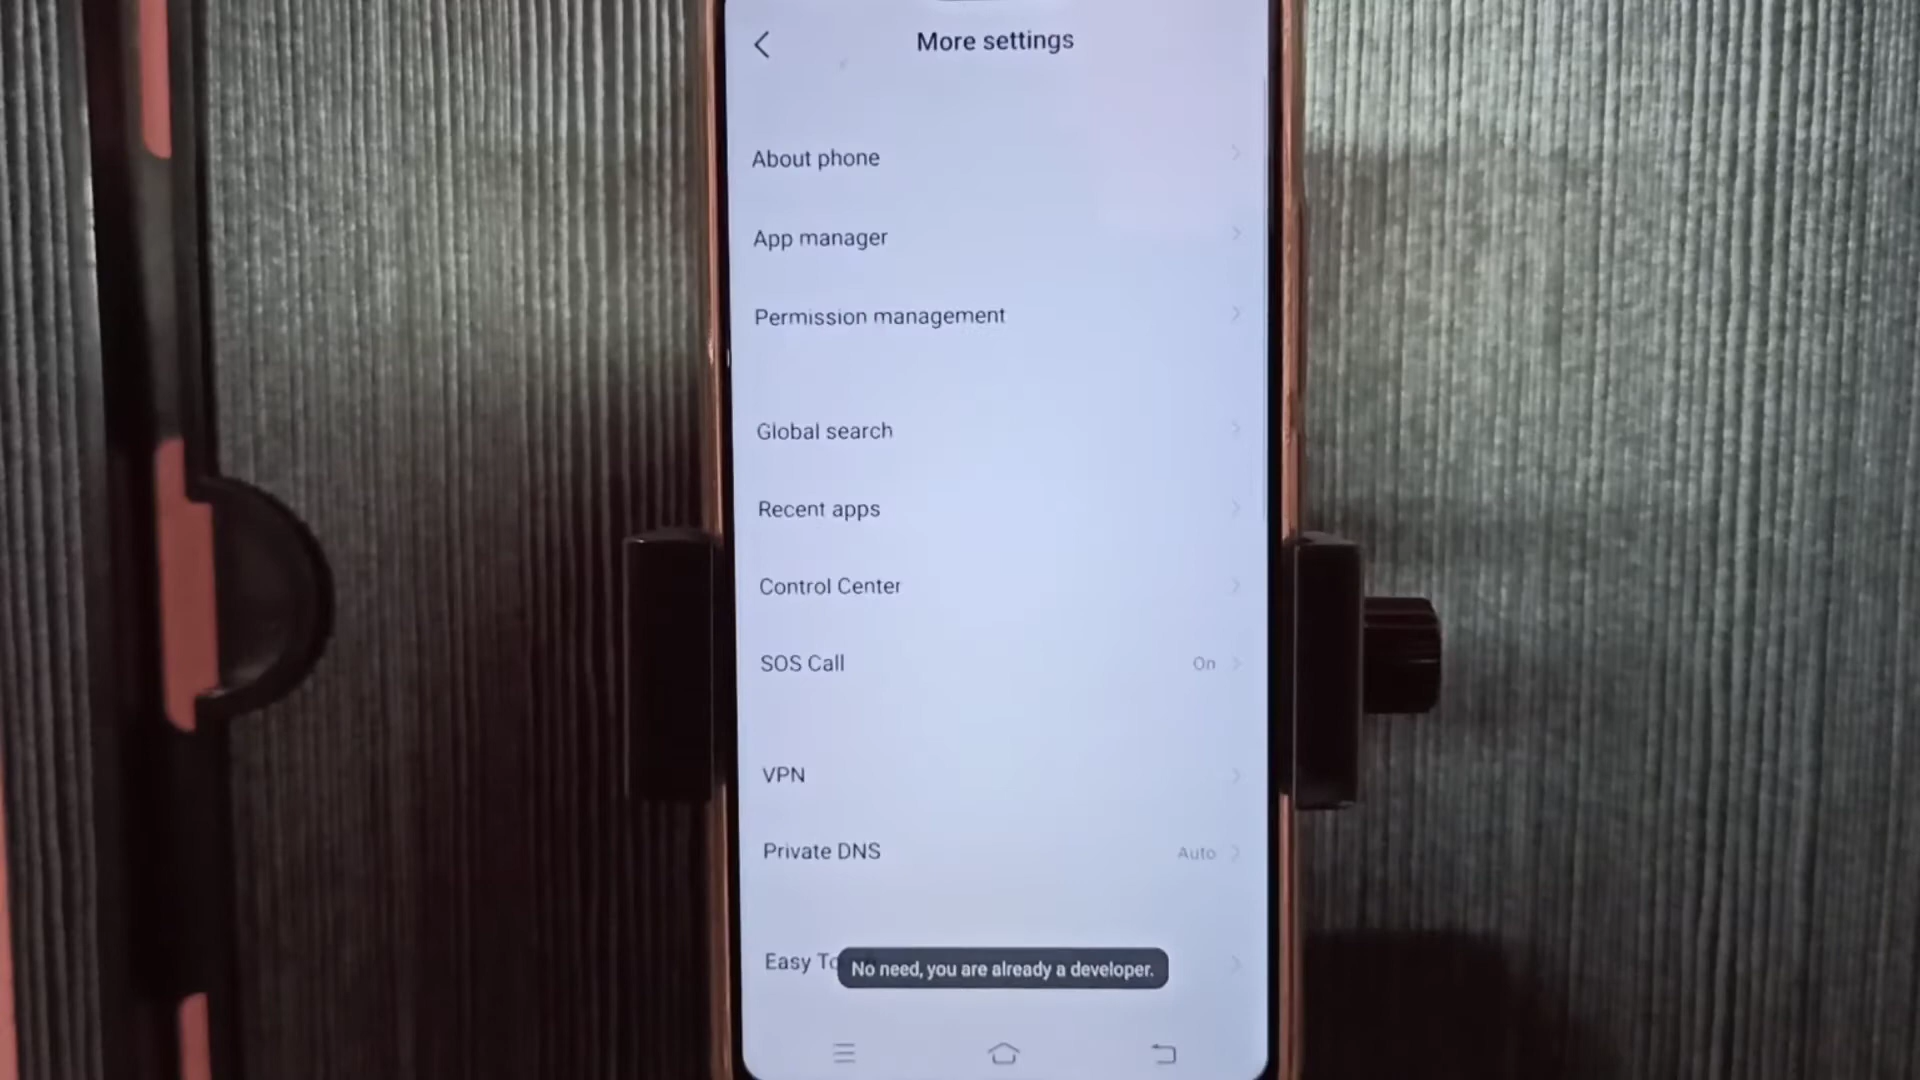 More settings
About phone
App manager
Permission management
Global search
Recent apps
Control Center
SOS Call On
VPN
Private DNS Auto
Easy To
No need, you are already a developer.